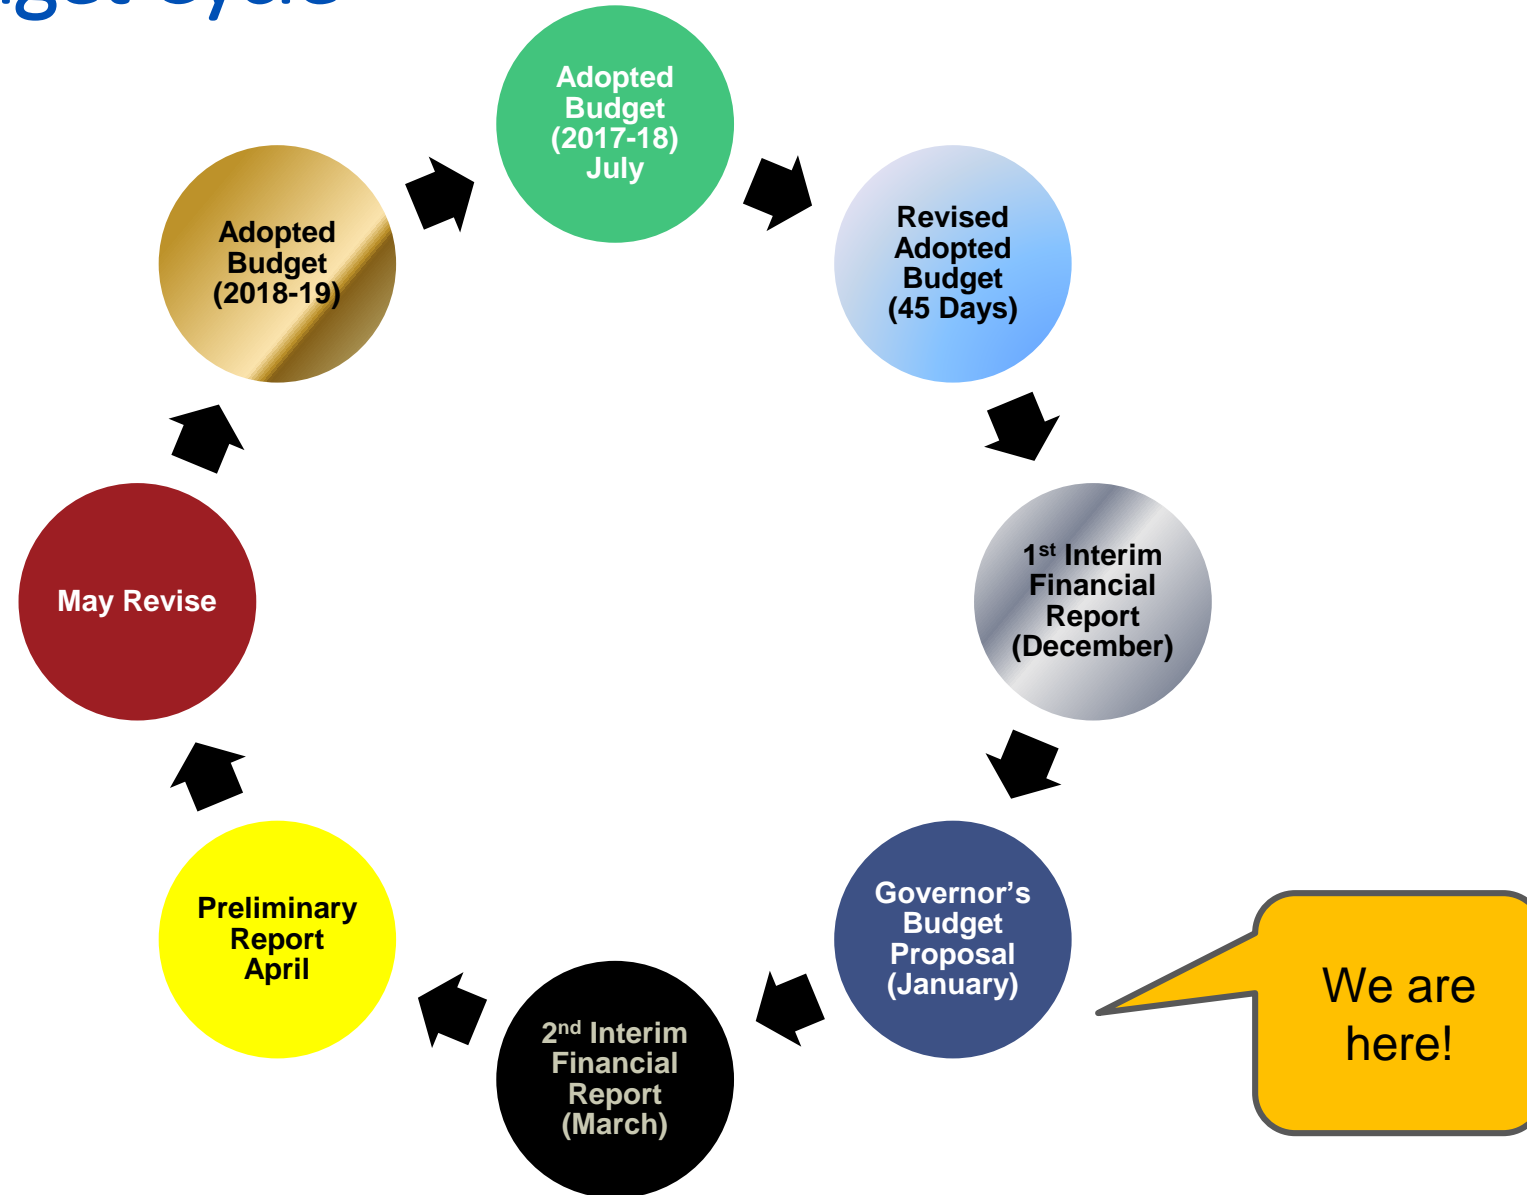 Adopted
Budget
(2017-18)
July
Revised
Adopted
Budget
(45 Days)
1st Interim
Financial
Report
(December)
Governor’s
Budget
Proposal
(January)
We are
here!
2nd Interim
Financial
Report
(March)
Preliminary
Report
April
May Revise
Adopted
Budget
(2018-19)